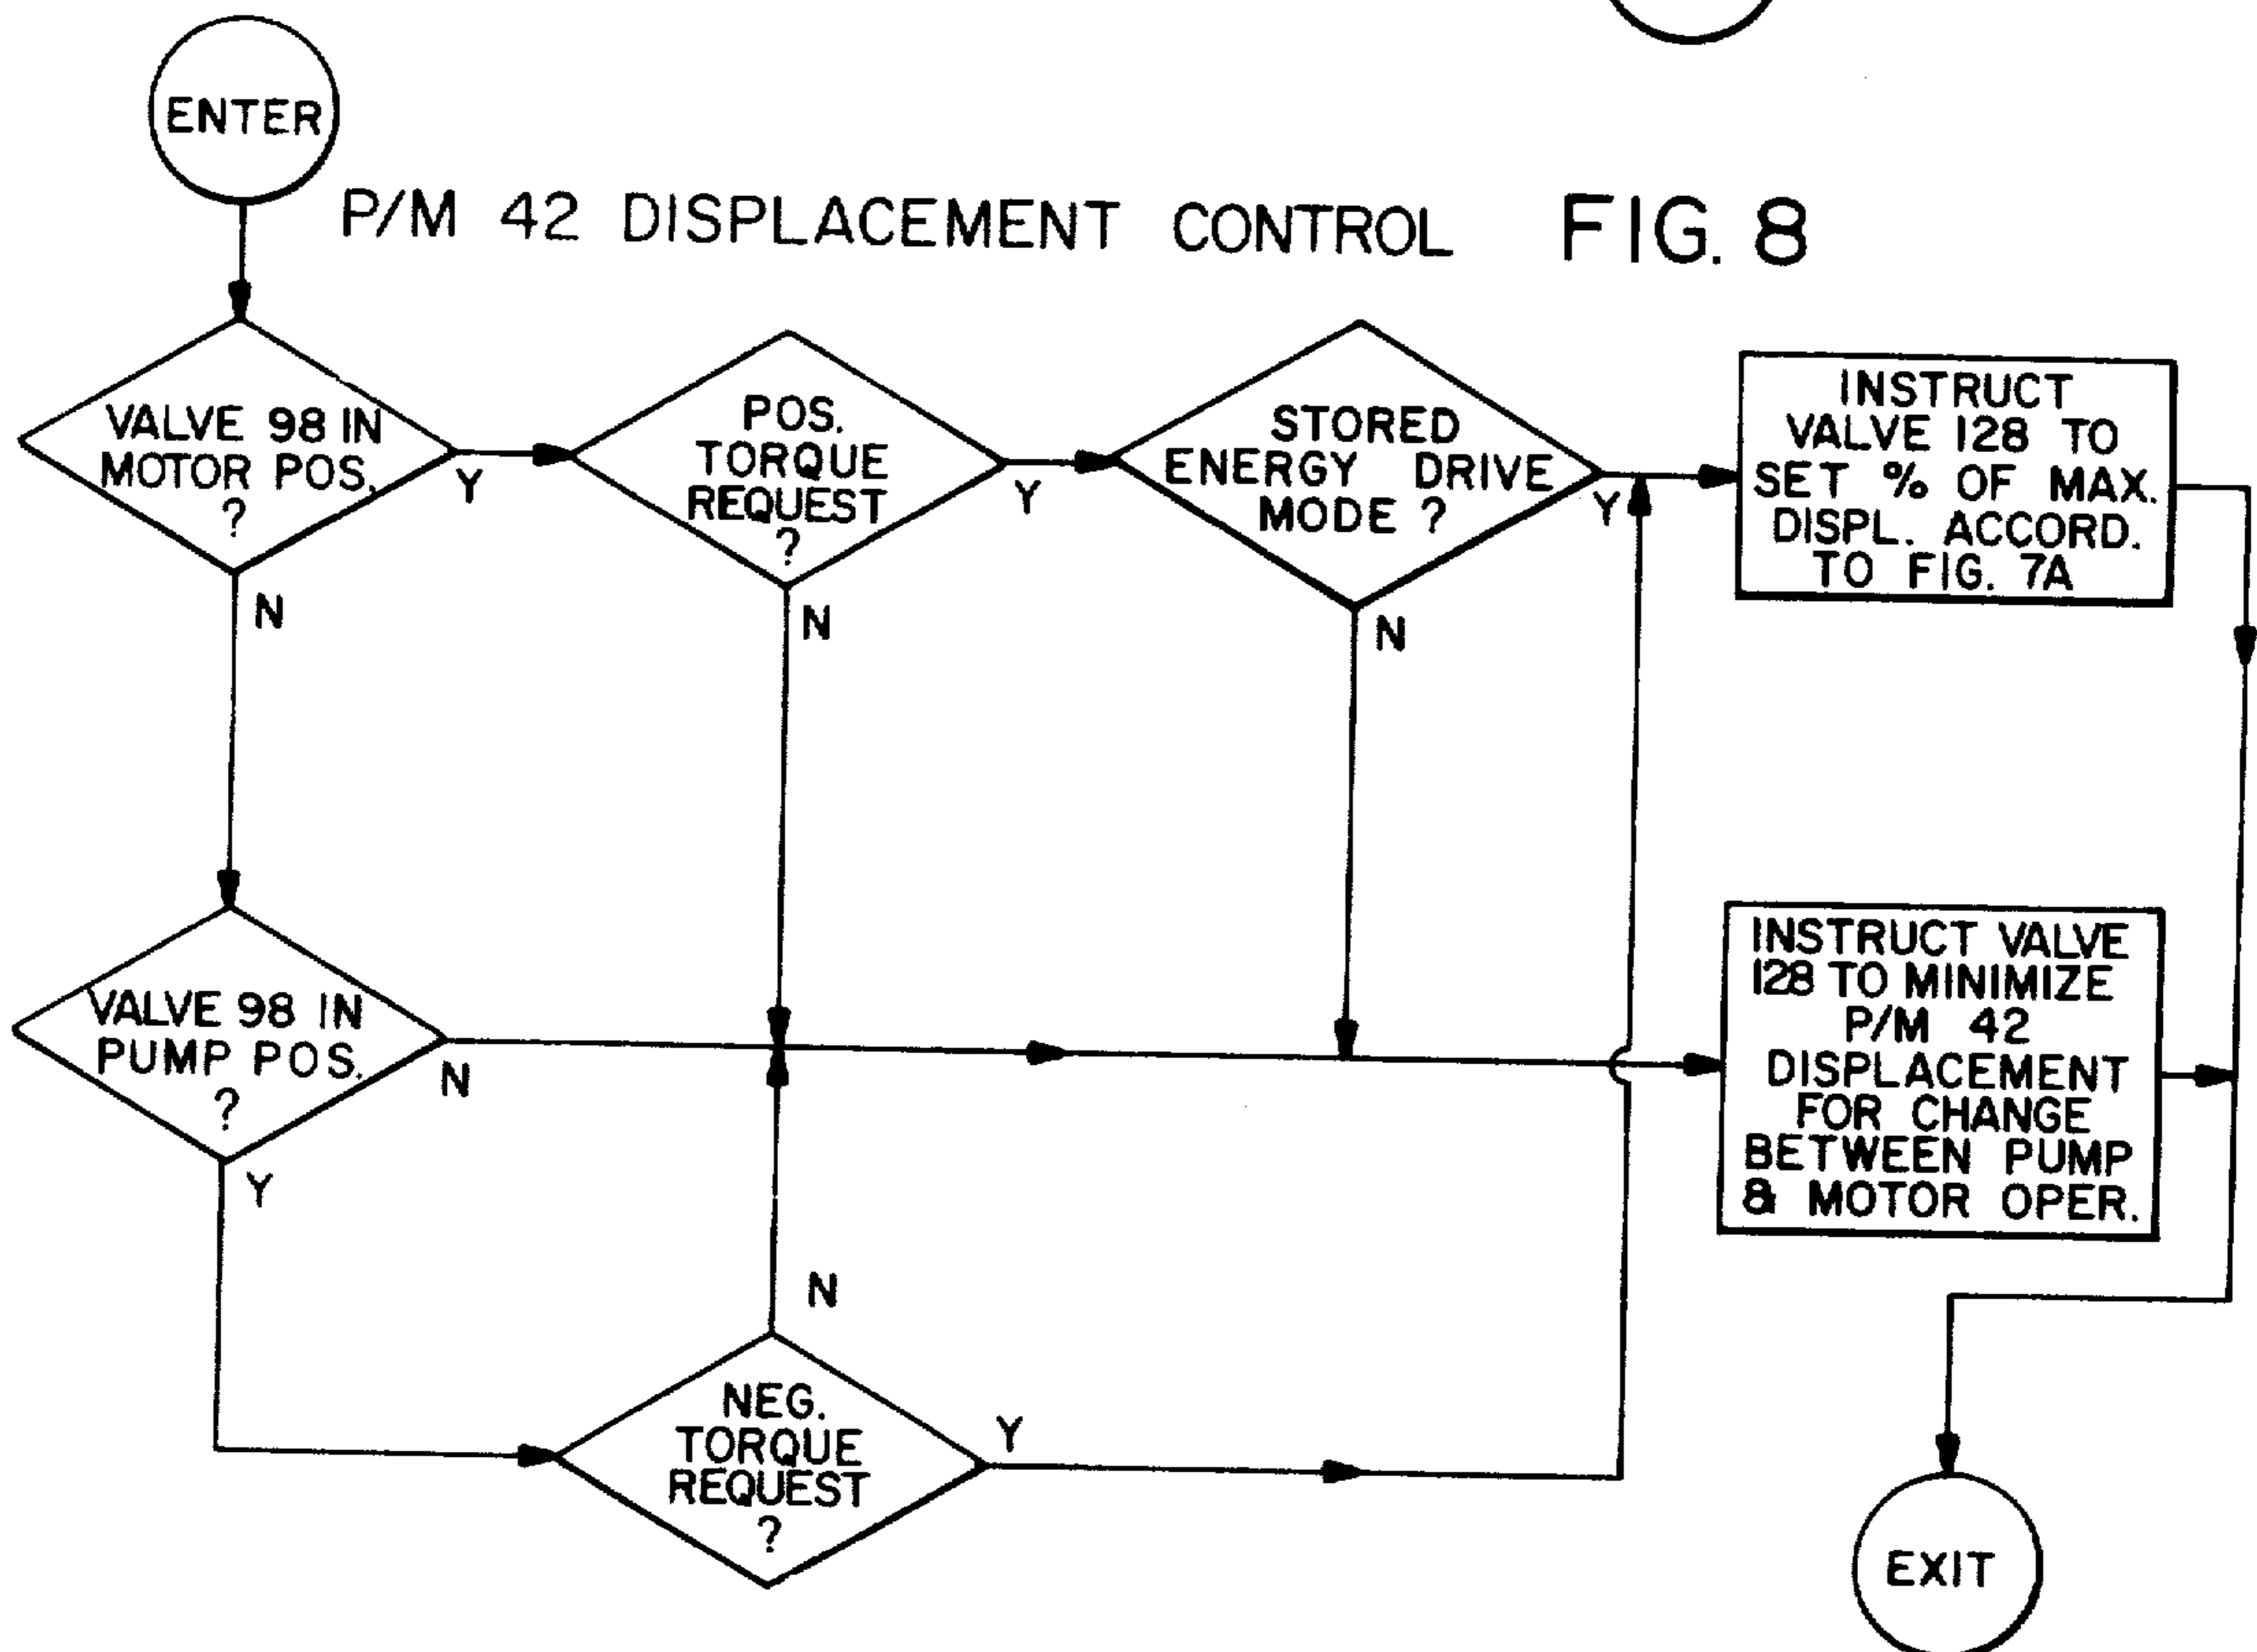 ENTER
P/M 42 DISPLACEMENT CONTROL FIG. 8
VALVE 98 IN
MOTOR POS.
?
Y
N
POS.
TORQUE
REQUEST
?
Y
N
STORED
ENERGY DRIVE
MODE ?
Y
N
INSTRUCT
VALVE 128 TO
SET % OF MAX.
DISPL. ACCORD.
TO FIG. 7A
VALVE 98 IN
PUMP POS.
?
N
Y
INSTRUCT VALVE
128 TO MINIMIZE
P/M 42
DISPLACEMENT
FOR CHANGE
BETWEEN PUMP
& MOTOR OPER.
N
NEG.
TORQUE
REQUEST
?
Y
EXIT